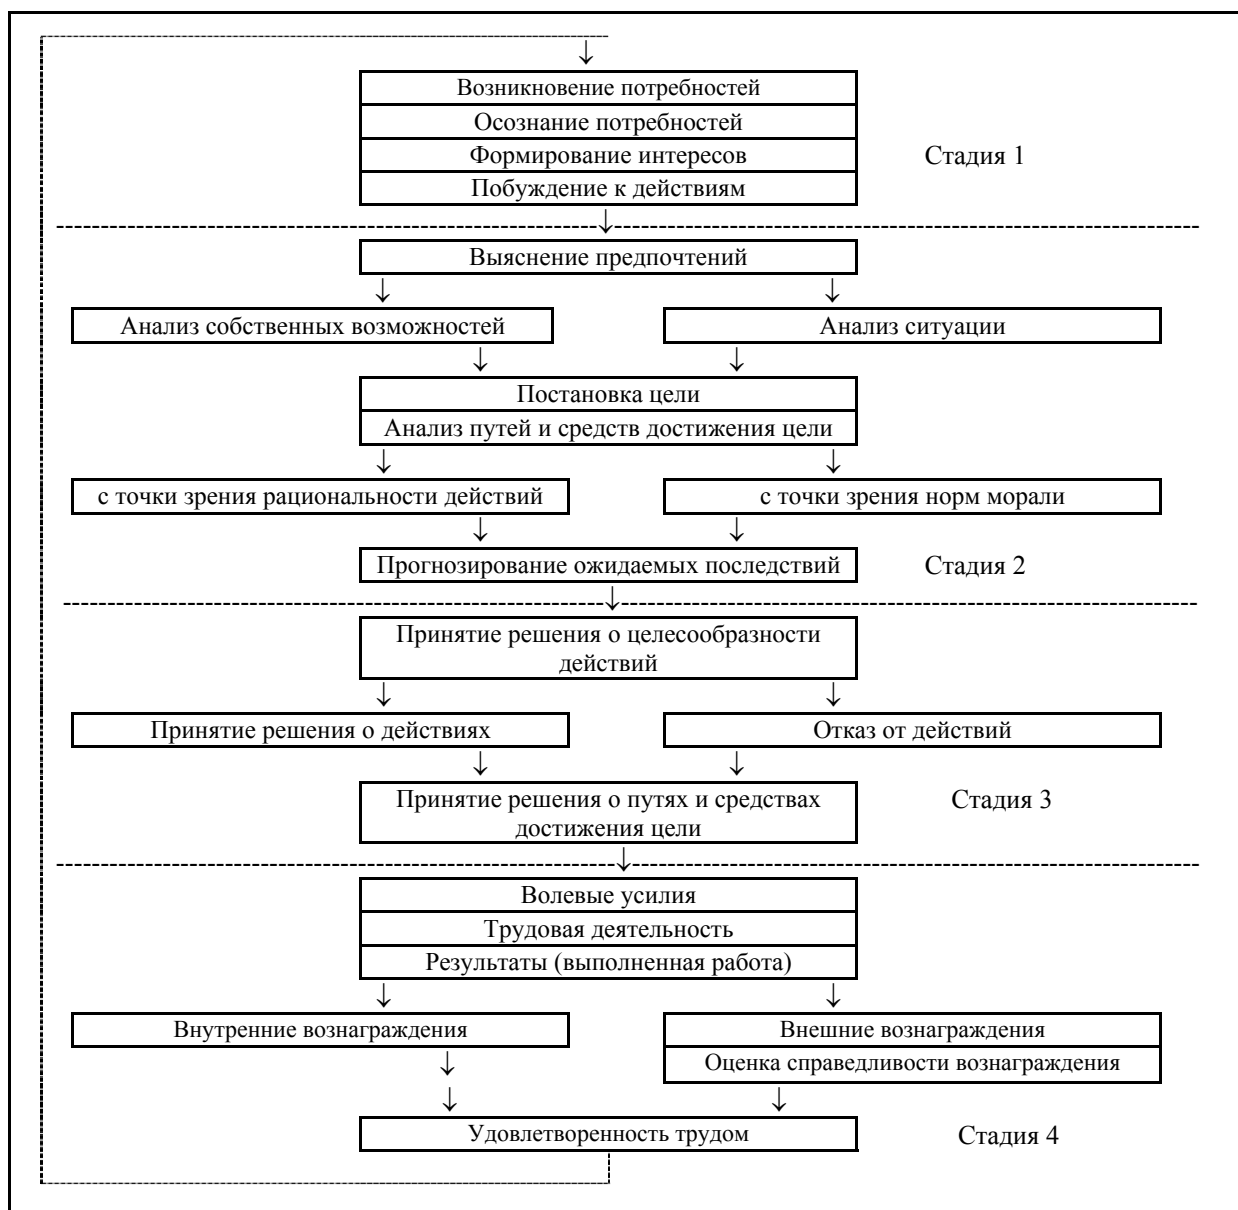 Возникновение потребностей
Осознание потребностей
Формирование интересов
Стадия 1
Побуждение к действиям
Выяснение предпочтений
Анализ собственных возможностей
Анализ ситуации
Постановка цели
Анализ путей и средств достижения цели
с точки зрения рациональности действий
с точки зрения норм морали
Прогнозирование ожидаемых последствий
Стадия 2
Принятие решения о целесообразности
действий
Принятие решения о действиях
Отказ от действий
Принятие решения о путях и средствах
достижения цели
Стадия 3
Волевые усилия
Трудовая деятельность
Результаты (выполненная работа)
Внутренние вознаграждения
Внешние вознаграждения
Оценка справедливости вознаграждения
Удовлетворенность трудом
Стадия 4